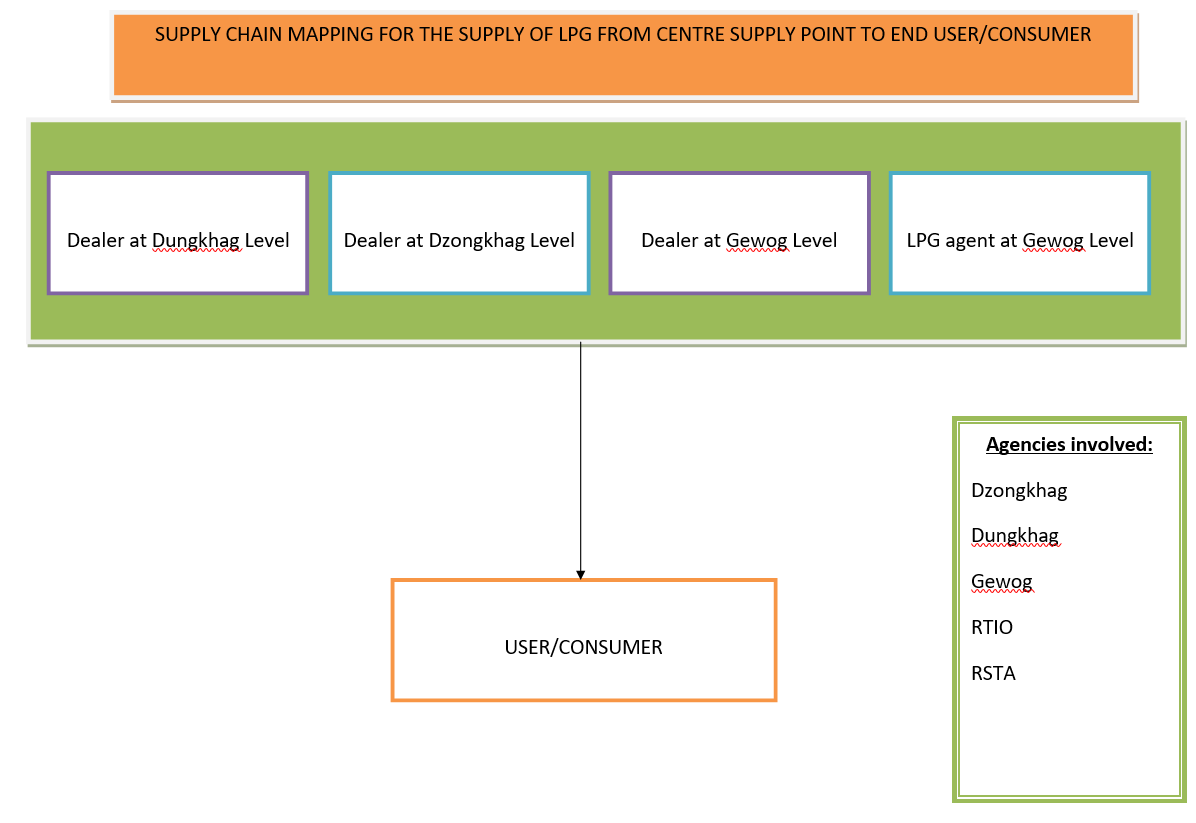 SUPPLY CHAIN MAPPING FOR THE SUPPLY OF LPG FROM CENTRE SUPPLY POINT TO END USER/CONSUMER
Dealer at Dungkhag Level
Dealer at Dzongkhag Level
Dealer at Gewog Level
LPG agent at Gewog Level
Agencies involved:
Dzongkhag
Dungkhag
Gewog
RTIO
RSTA
USER/CONSUMER